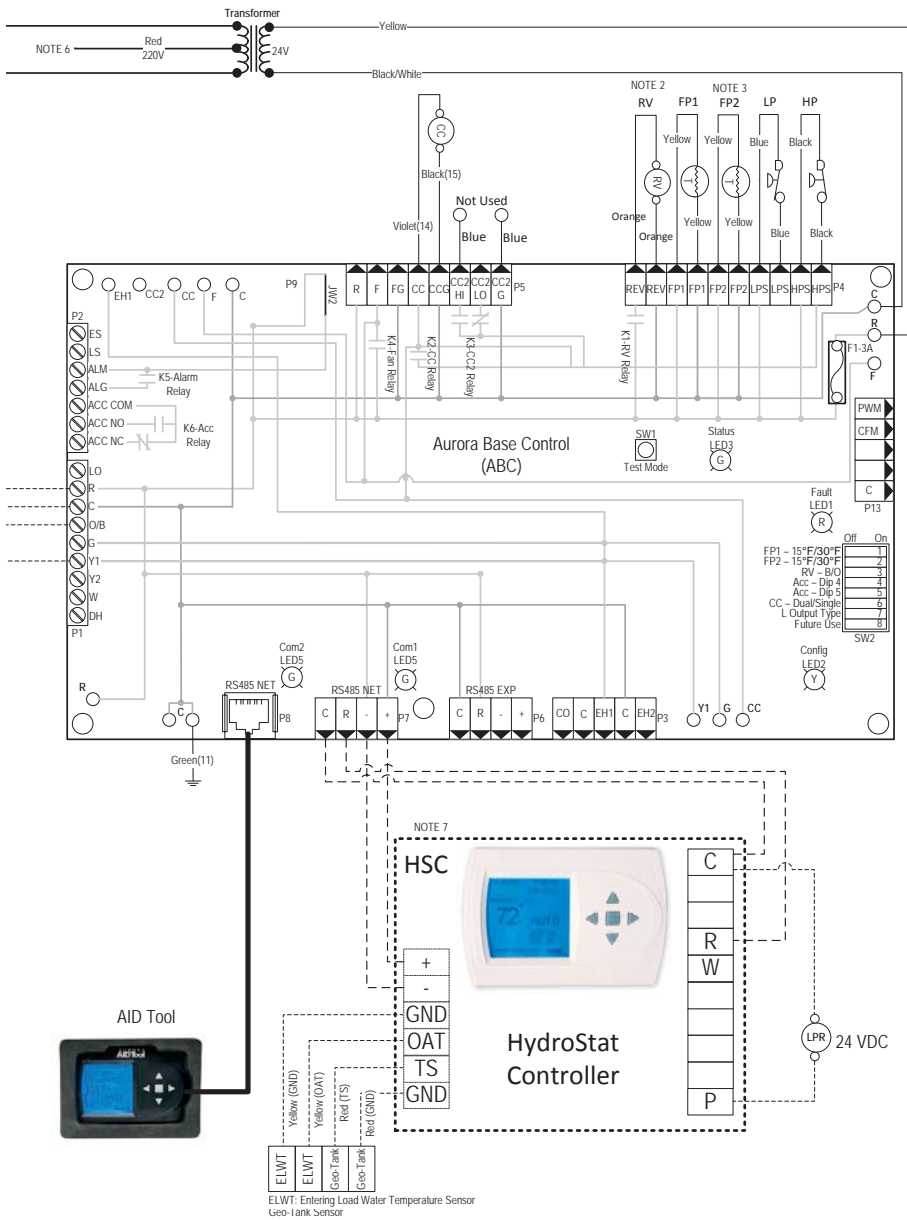 Transformer
NOTE 6
Red
220V
24V
Yellow
Black/White
NOTE 2
NOTE 3
RV
FP1
FP2
LP
HP
Yellow
Yellow
Blue
Black
CC
RV
T
T
Black(15)
Violet(14)
Not Used
Blue
Blue
Orange
Orange
Yellow
Yellow
Blue
Black
EH1
CC2
CC
F
C
P9
JW2
R
F
FG
CC
CCG
CC2 HI
CC2 LO
CC2 G
P5
REV
REV
FP1
FP1
FP2
FP2
LPS
LPS
HPS
HPS
P4
C
R
F1-3A
F
P2
ES
LS
ALM
ALG
ACC COM
ACC NO
ACC NC
K5-Alarm
Relay
K6-Acc
Relay
K4-Fan Relay
K2-CC Relay
K3-CC2 Relay
K1-RV Relay
Aurora Base Control
(ABC)
SW1
Test Mode
Status
LED3
G
PWM
CFM
C
P13
LO
R
C
O/B
G
Y1
Y2
W
DH
P1
Fault
LED1
R
Off
On
FP1 – 15°F/30°F
1
FP2 – 15°F/30°F
2
RV – B/O
3
Acc – Dip 4
4
Acc – Dip 5
5
CC – Dual/Single
6
L Output Type
7
Future Use
8
SW2
Config
LED2
Y
R
C
Green(11)
RS485 NET
P8
Com2
LED5
G
Com1
LED5
G
RS485 NET
C
R
-
+
P7
RS485 EXP
C
R
-
+
P6
CO
C
EH1
C
EH2
P3
Y1
G
CC
NOTE 7
HSC
72
AUTO
C
R
W
P
+
-
GND
OAT
TS
GND
HydroStat
Controller
LPR
24 VDC
AID Tool
AID Tool
Yellow (GND)
Yellow (OAT)
Red (TS)
Red (GND)
ELWT
ELWT
Geo-Tank
Geo-Tank
ELWT: Entering Load Water Temperature Sensor
Geo-Tank Sensor